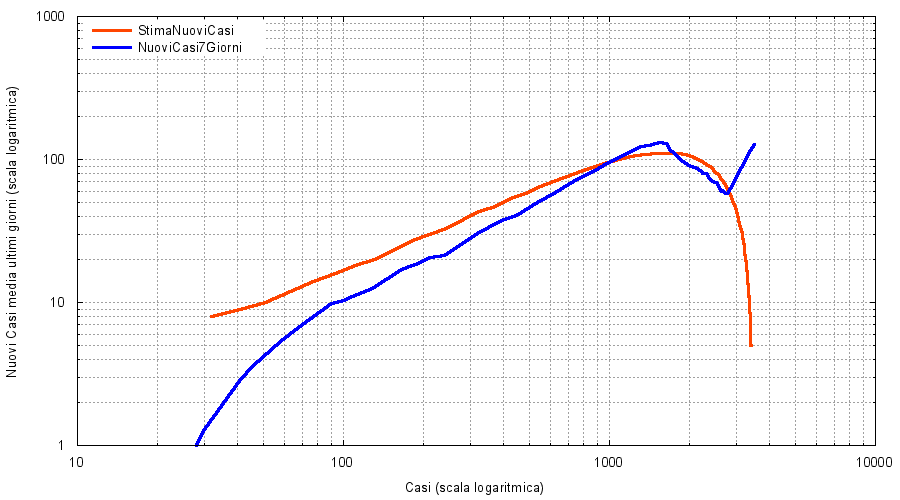 1000
StimaNuoviCasi
NuoviCasi7Giorni
100
10
1
Nuovi Casi media ultimi giorni (scala logaritmica)
10
100
1000
10000
Casi (scala logaritmica)